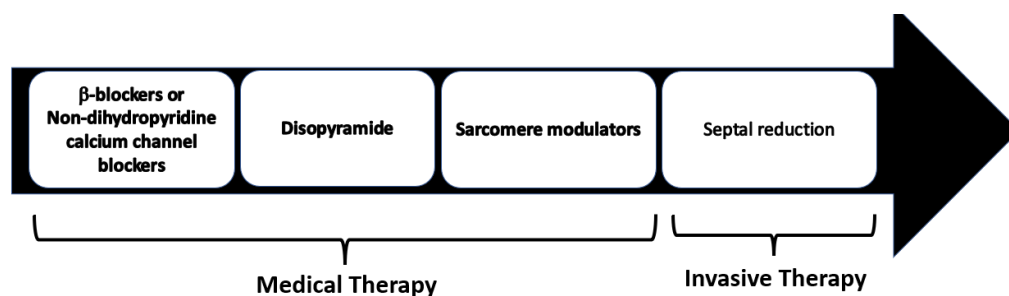 β-blockers or
Non-dihydropyridine
calcium channel
blockers
Disopyramide
Sarcomere modulators
Septal reduction
Medical Therapy
Invasive Therapy